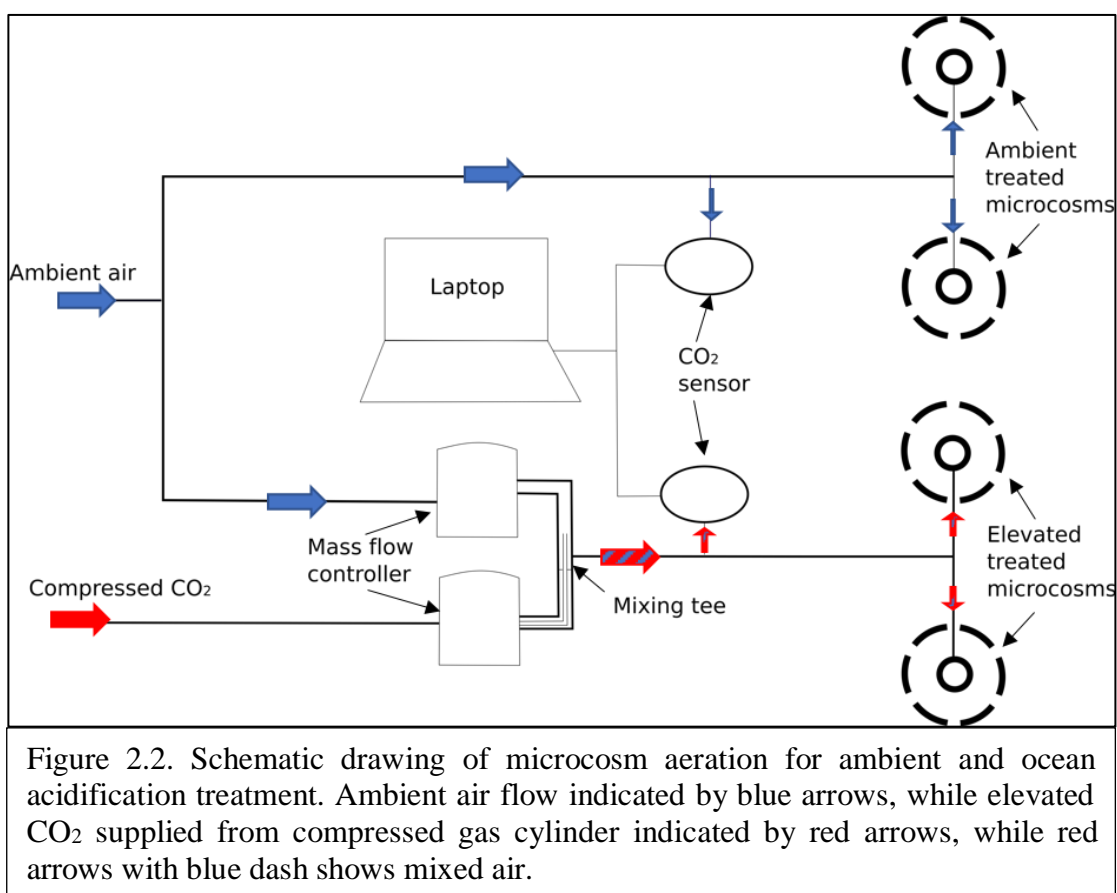 Ambient
treated
microcosms
Ambient air
Laptop
CO₂
sensor
Mass flow
controller
Compressed CO₂
Mixing tee
Elevated
treated
microcosms
Figure 2.2. Schematic drawing of microcosm aeration for ambient and ocean
acidification treatment. Ambient air flow indicated by blue arrows, while elevated
CO₂ supplied from compressed gas cylinder indicated by red arrows, while red
arrows with blue dash shows mixed air.